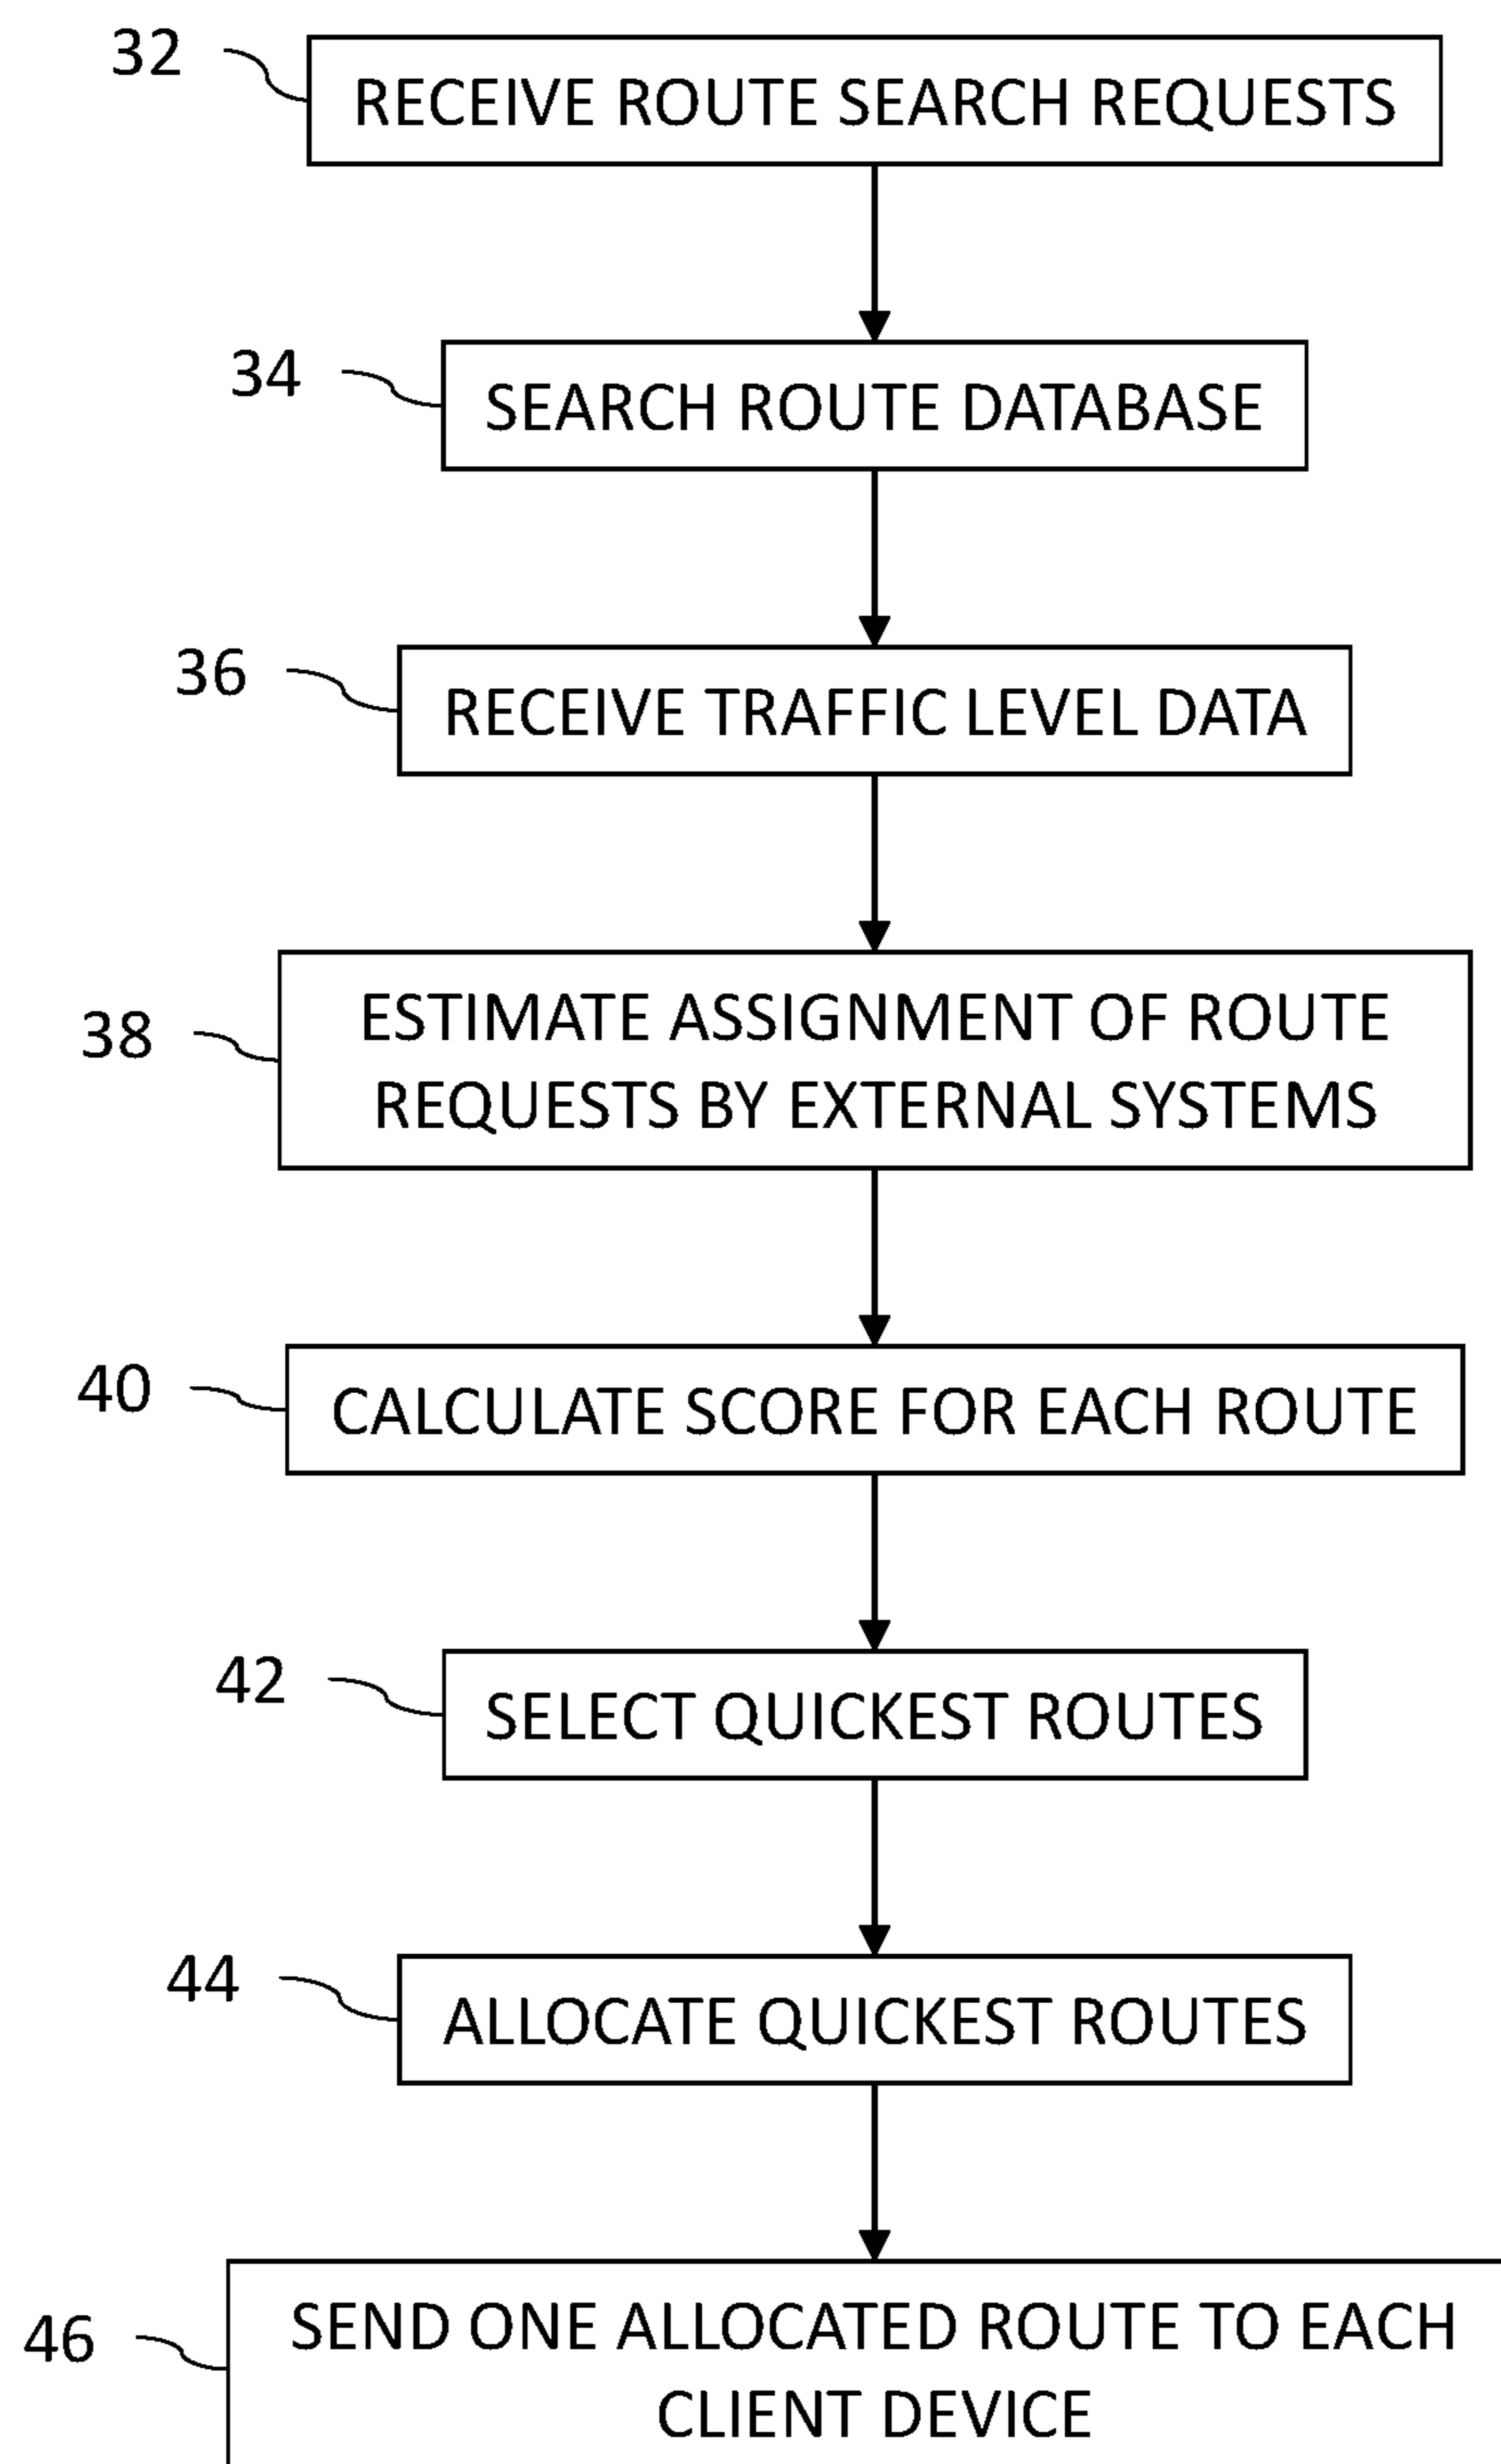 32
RECEIVE ROUTE SEARCH REQUESTS
34
SEARCH ROUTE DATABASE
36
RECEIVE TRAFFIC LEVEL DATA
38
ESTIMATE ASSIGNMENT OF ROUTE
REQUESTS BY EXTERNAL SYSTEMS
40
CALCULATE SCORE FOR EACH ROUTE
42
SELECT QUICKEST ROUTES
44
ALLOCATE QUICKEST ROUTES
46
SEND ONE ALLOCATED ROUTE TO EACH
CLIENT DEVICE